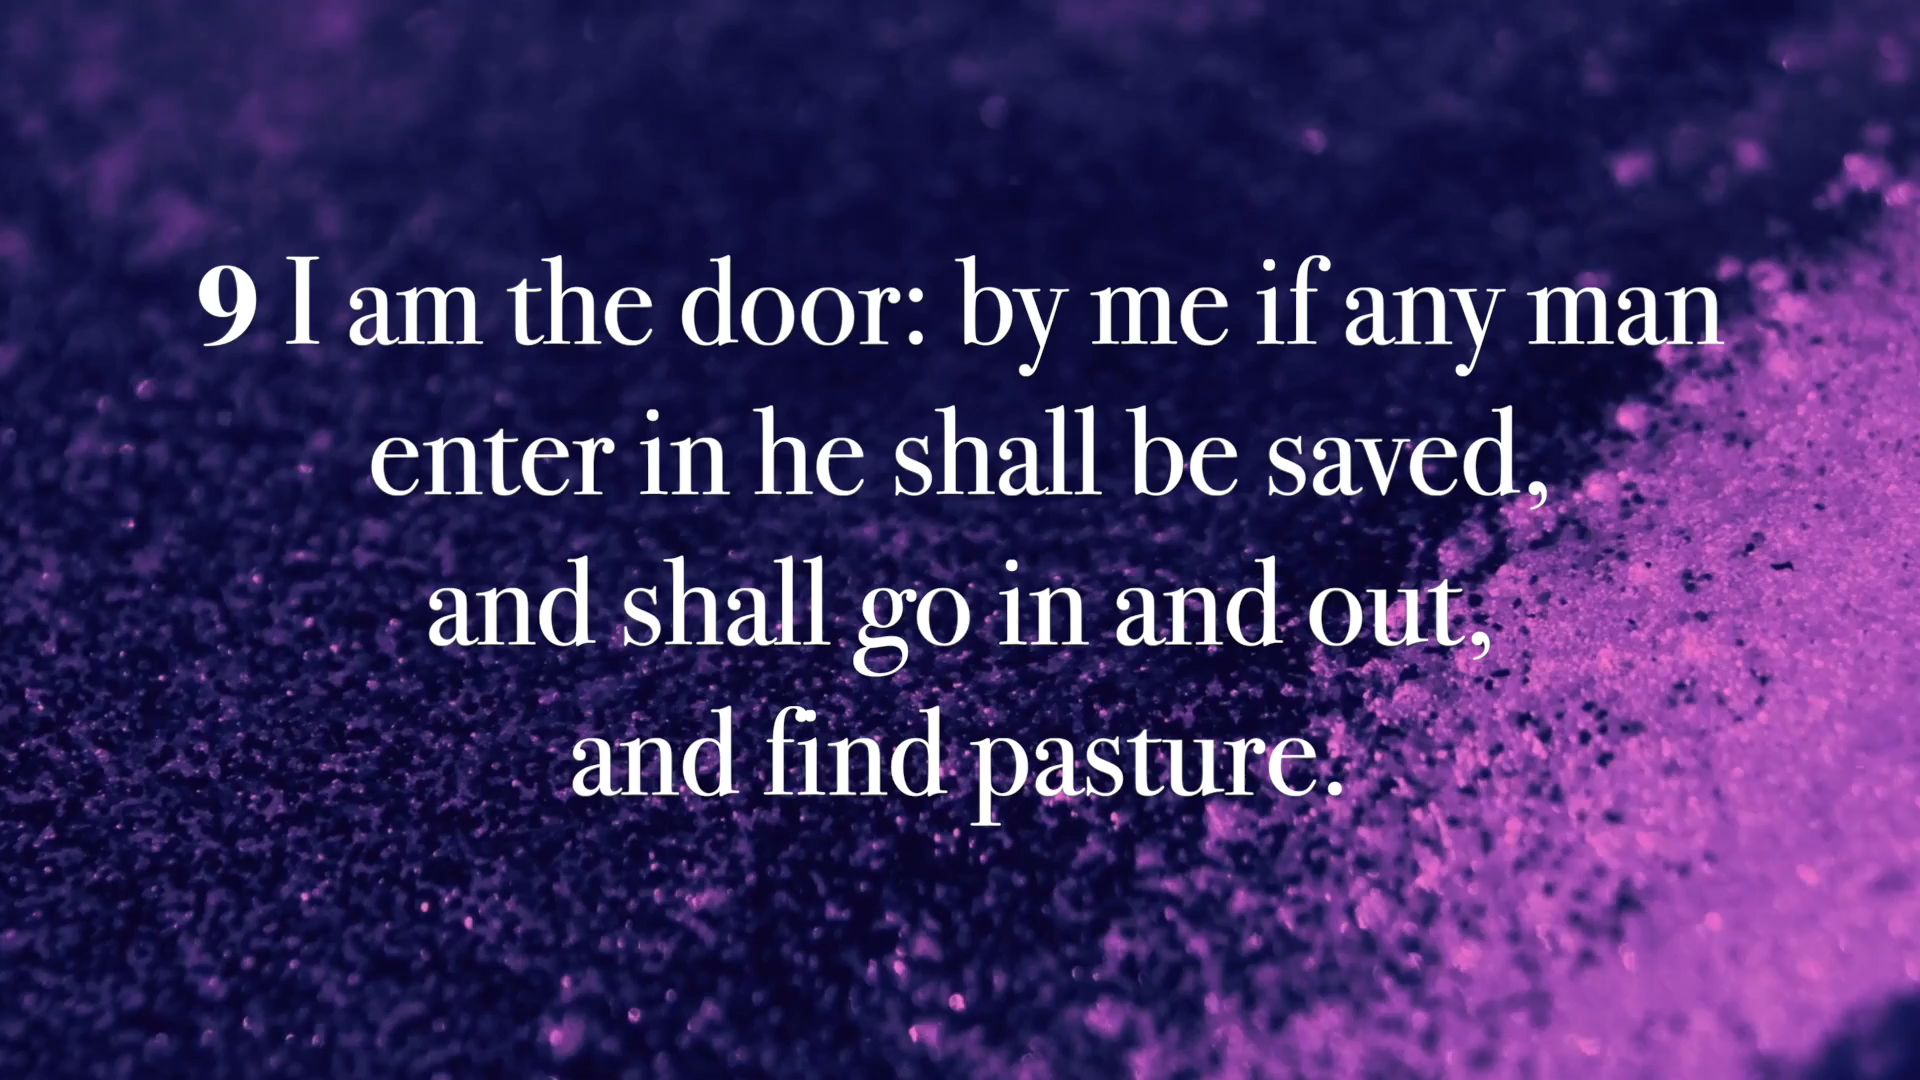 9 I am the door: by me if any man
enter in he shall be saved,
and shall go in and out,
and find pasture.